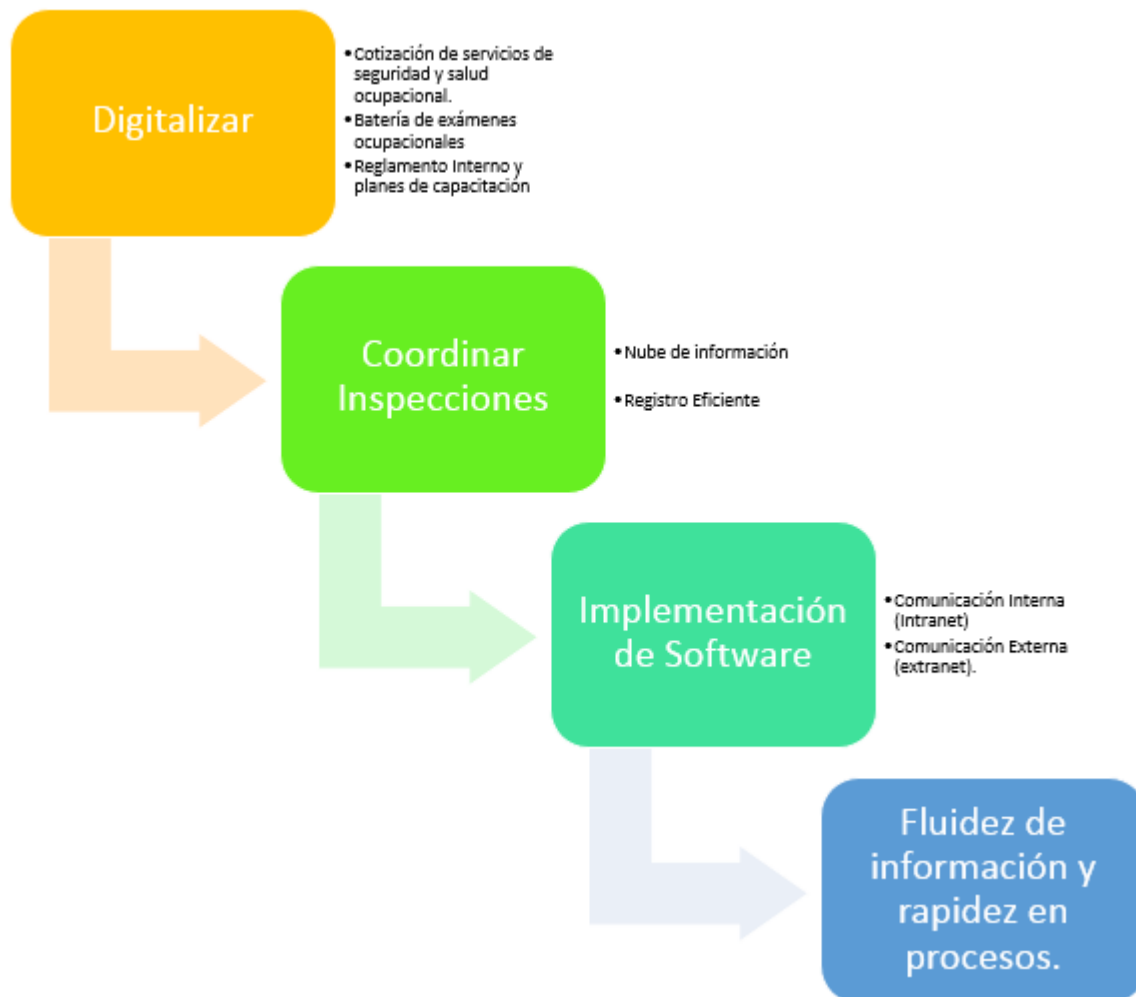 Digitalizar
•Cotización de servicios de
seguridad y salud
ocupacional.
•Batería de exámenes
ocupacionales
•Reglamento Interno y
planes de capacitación
Coordinar
Inspecciones
•Nube de información
•Registro Eficiente
Implementación
de Software
•Comunicación Interna
(Intranet)
•Comunicación Externa
(extranet).
Fluidez de
información y
rapidez en
procesos.